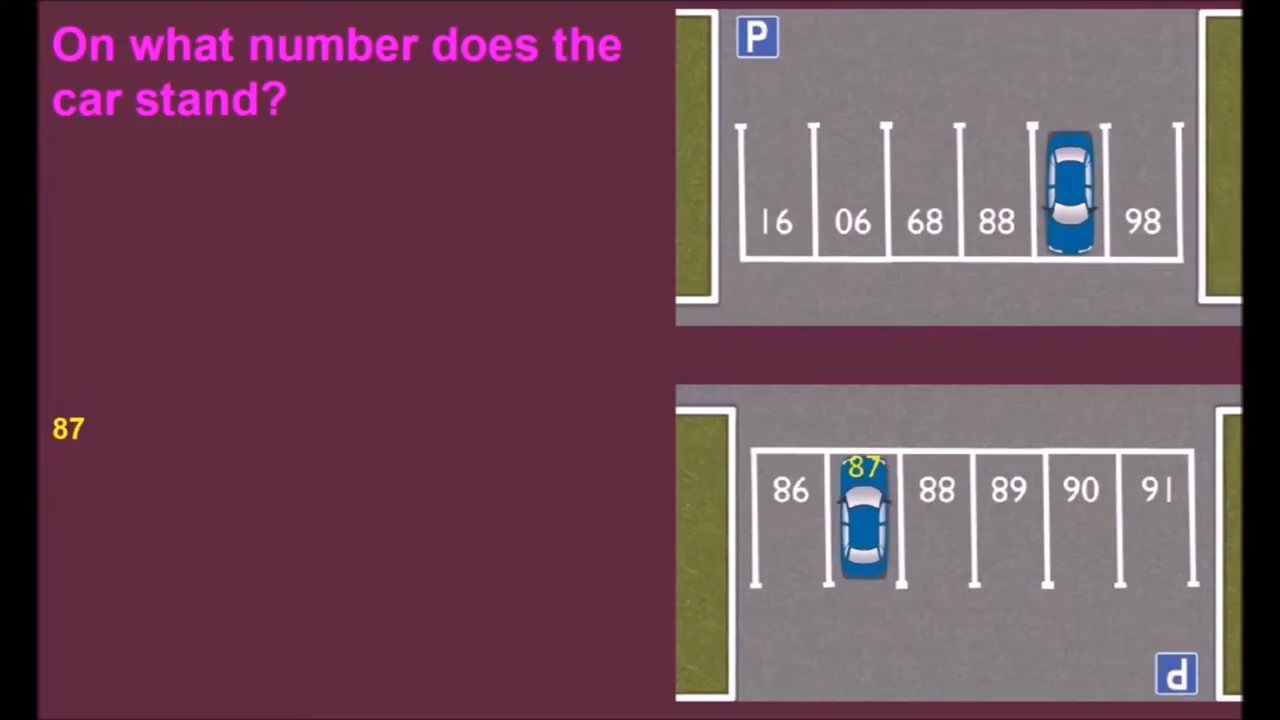 On what number does the
car stand?
P
16 06 68 88 98
87
87
86 88 89 90 91
P